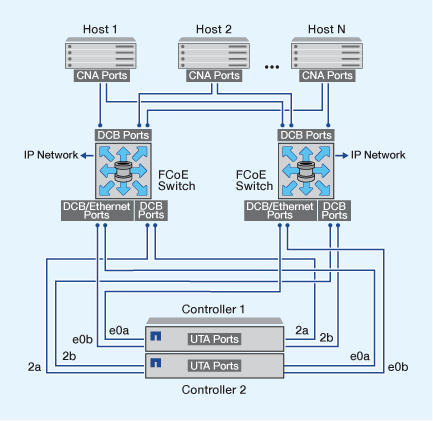 Host 1 Host 2 Host N
CNA Ports CNA Ports CNA Ports
DCB Ports DCB Ports
IP Network IP Network
FCoE Switch FCoE Switch
DCB/Ethernet Ports DCB Ports DCB/Ethernet Ports DCB Ports
Controller 1
e0a 2a
UTA Ports
e0b 2b
2b e0a
UTA Ports
2a e0b
Controller 2